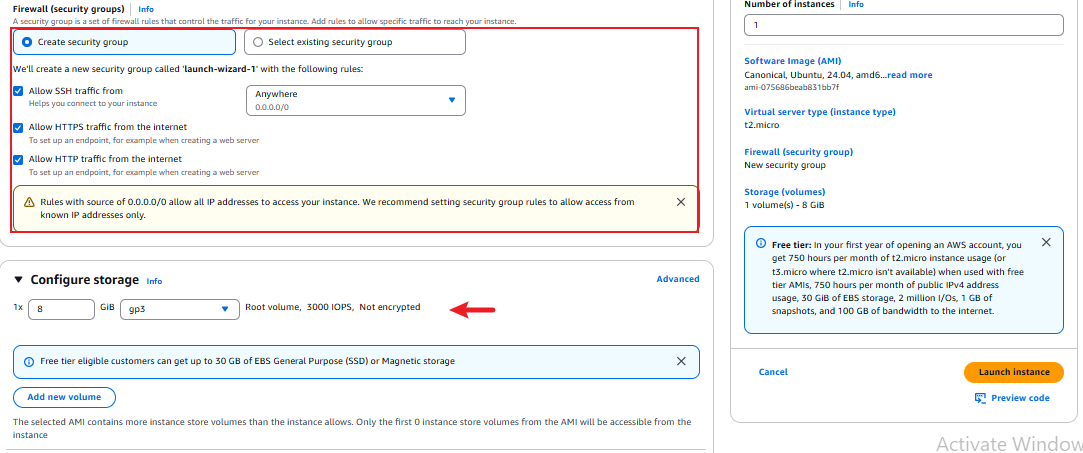 Firewall (security groups) Info
A security group is a set of firewall rules that control the traffic for your instance. Add rules to allow specific traffic to reach your instance.
Create security group
Select existing security group
We'll create a new security group called 'launch-wizard-1' with the following rules:
Allow SSH traffic from
Helps you connect to your instance
Anywhere
0.0.0.0/0
Allow HTTPS traffic from the internet
To set up an endpoint, for example when creating a web server
Allow HTTP traffic from the internet
To set up an endpoint, for example when creating a web server
Rules with source of 0.0.0.0/0 allow all IP addresses to access your instance. We recommend setting security group rules to allow access from
known IP addresses only.
Configure storage Info
Advanced
1x 8 GiB gp3 Root volume, 3000 IOPS, Not encrypted
Free tier eligible customers can get up to 30 GB of EBS General Purpose (SSD) or Magnetic storage
Add new volume
The selected AMI contains more instance store volumes than the instance allows. Only the first 0 instance store volumes from the AMI will be accessible from the
instance
Number of instances Info
1
Software Image (AMI)
Canonical, Ubuntu, 24.04, amd6...read more
ami-075686beab831bb7f
Virtual server type (instance type)
t2.micro
Firewall (security group)
New security group
Storage (volumes)
1 volume(s) - 8 GiB
Free tier: In your first year of opening an AWS account, you
get 750 hours per month of t2.micro instance usage (or
t3.micro where t2.micro isn't available) when used with free
tier AMIs, 750 hours per month of public IPv4 address
usage, 30 GiB of EBS storage, 2 million I/Os, 1 GB of
snapshots, and 100 GB of bandwidth to the internet.
Cancel
Launch instance
Preview code
Activate Window